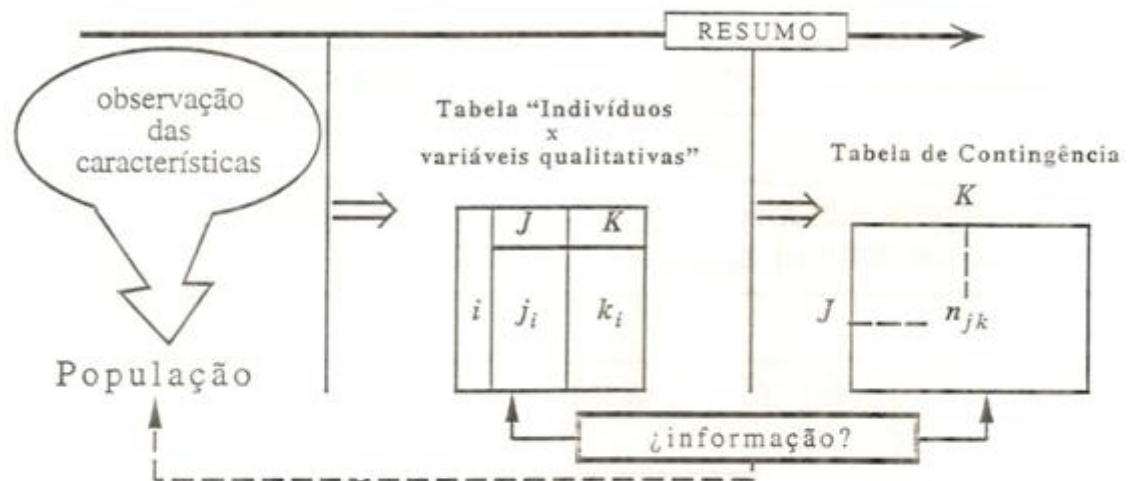 RESUMO
observação
das
características
População
Tabela “Indivíduos
x
variáveis qualitativas”
J K
i j_i k_i
Tabela de Contingência
K
J n_jk
¿informação?